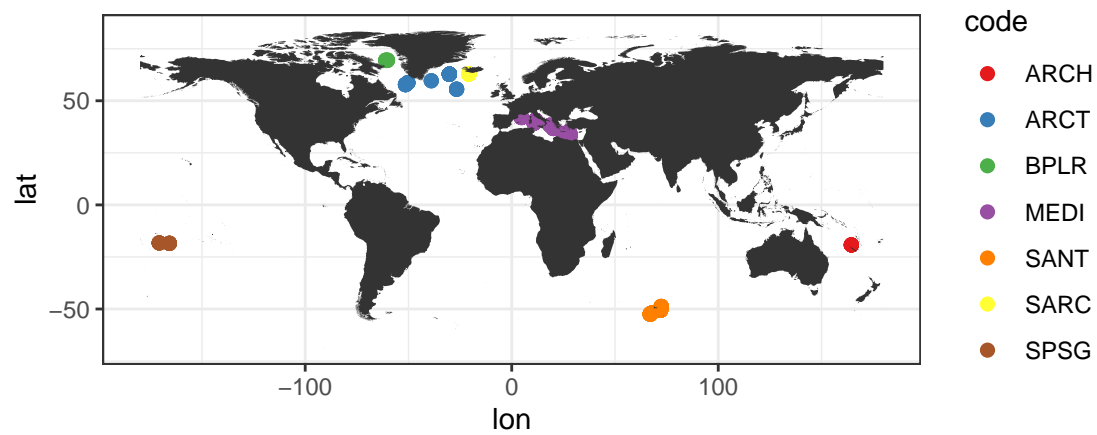 code
ARCH
ARCT
BPLR
MEDI
SANT
SARC
SPSG
lat
50
0
−50
−100
0
100
lon